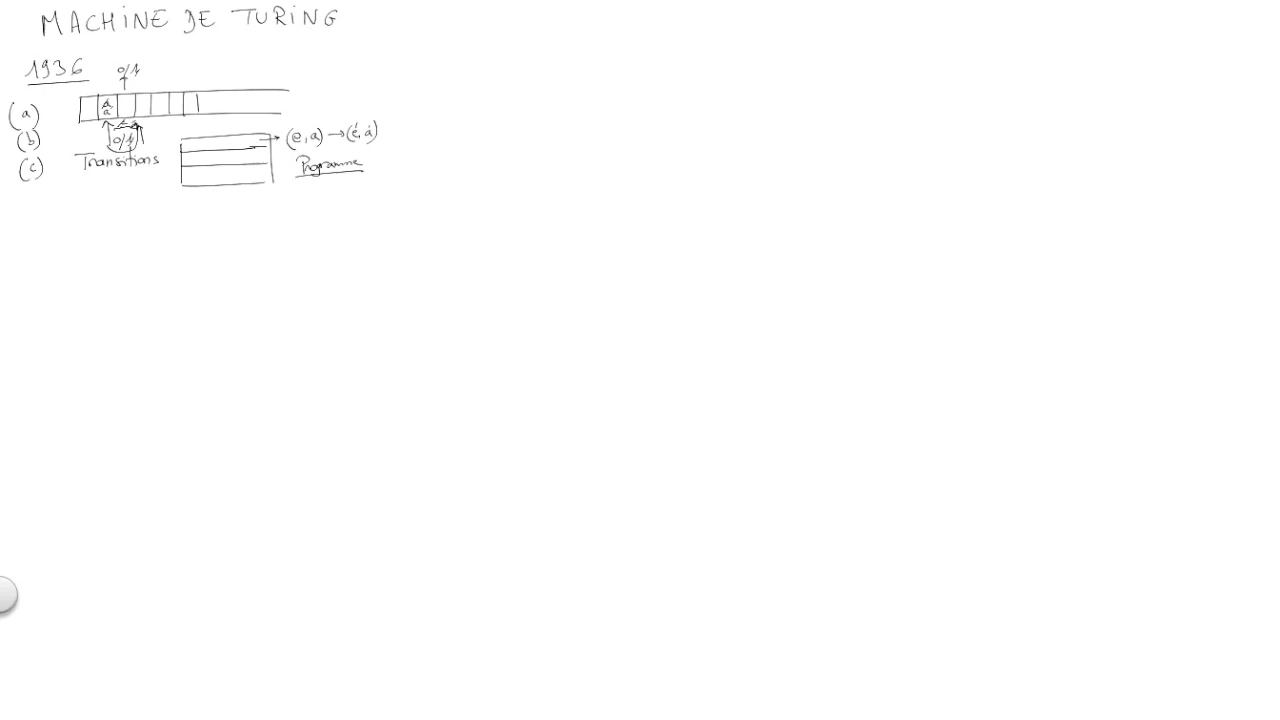 MACHINE DE TURING
1936
0/1
(a)
a
(b) 0/1 (e, a) → (e', a')
(c) Transitions Programme